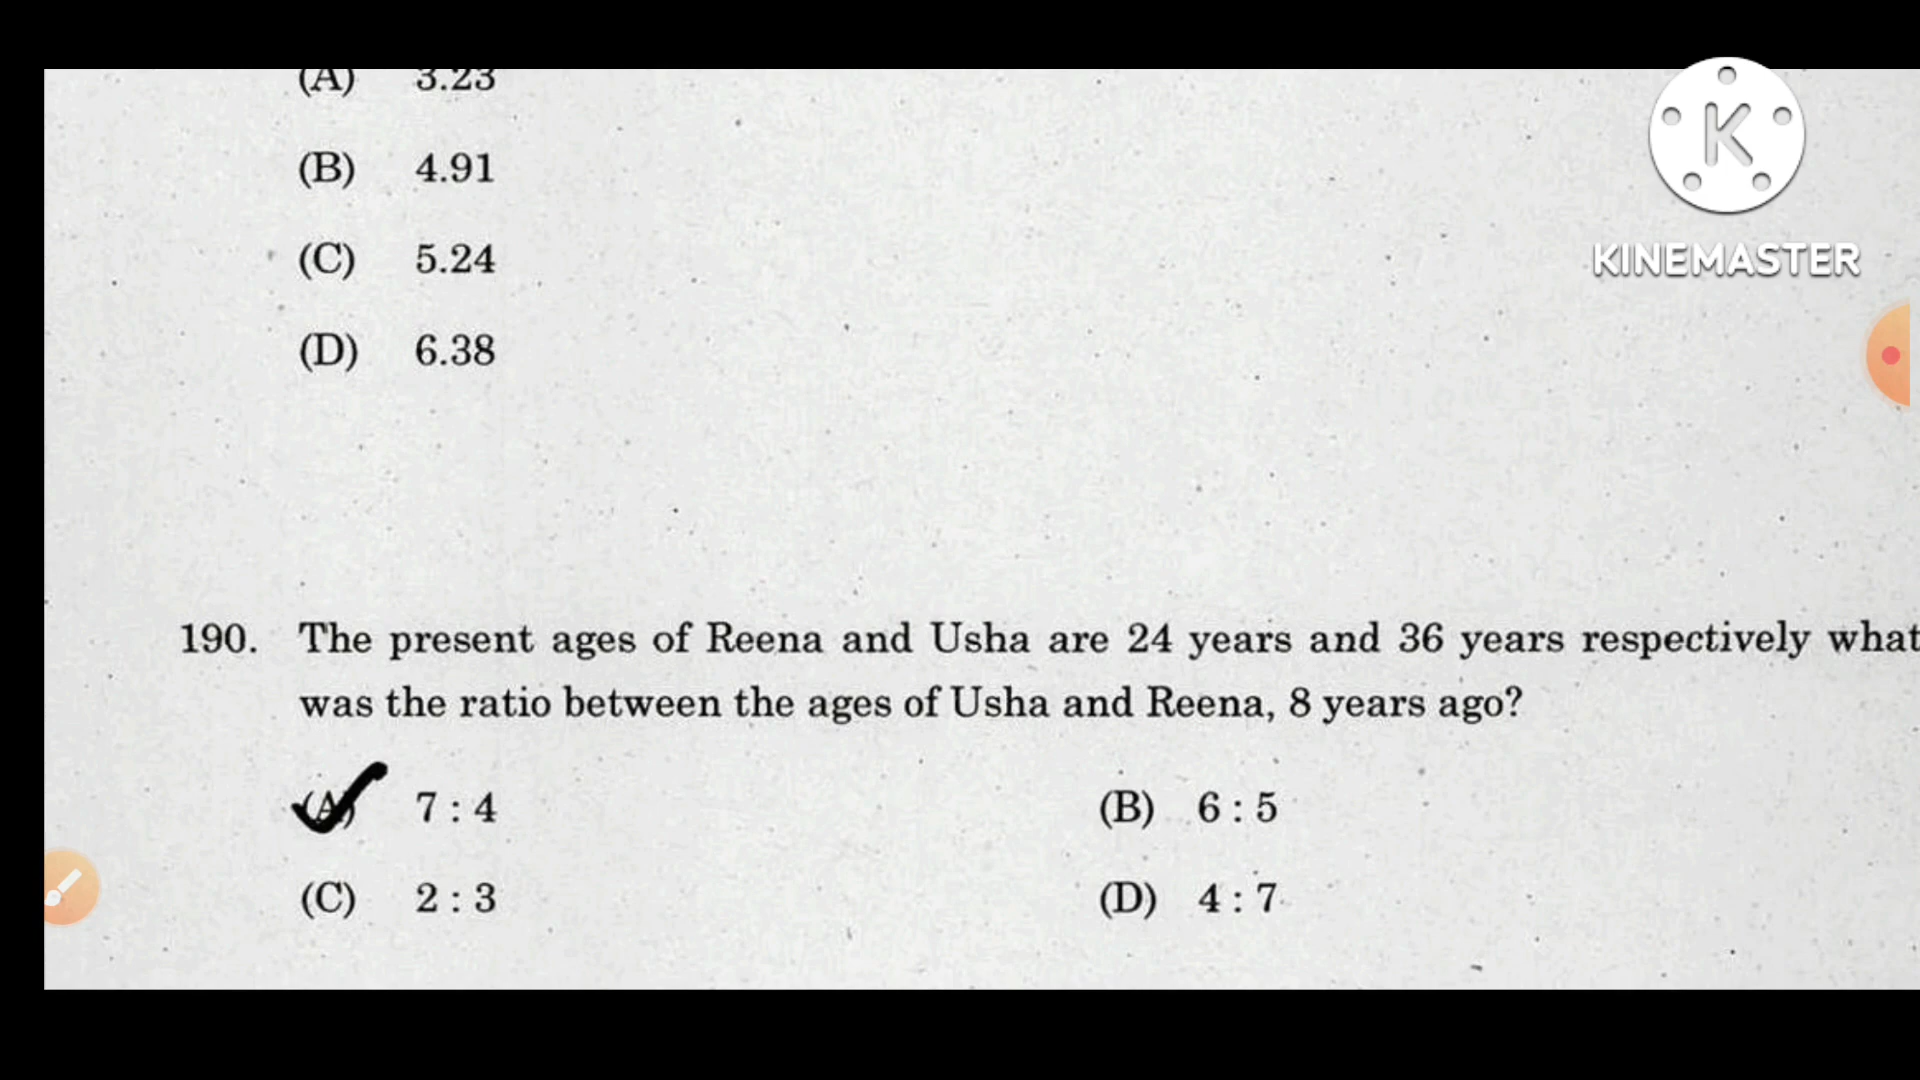 (A) 3.23
(B) 4.91
KINEMASTER
(C) 5.24
(D) 6.38
190. The present ages of Reena and Usha are 24 years and 36 years respectively what
was the ratio between the ages of Usha and Reena, 8 years ago?
(A) 7 : 4 (B) 6 : 5
(C) 2 : 3 (D) 4 : 7